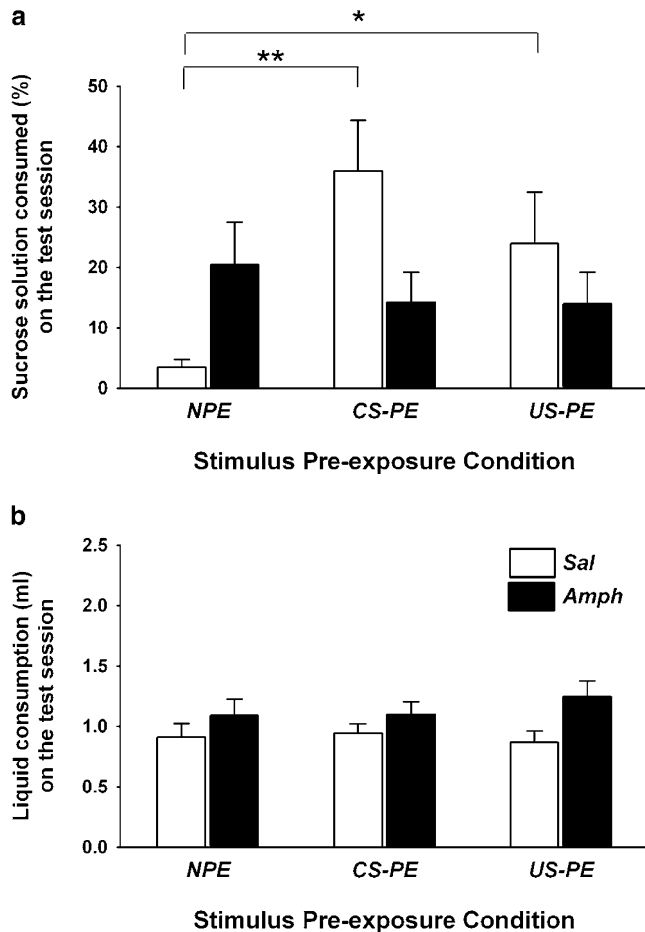 a
*
**
Sucrose solution consumed (%)
on the test session
50
40
30
20
10
0
NPE CS-PE US-PE
Stimulus Pre-exposure Condition
b
Liquid consumption (ml)
on the test session
2.5
2.0
1.5
1.0
0.5
0.0
Sal
Amph
NPE CS-PE US-PE
Stimulus Pre-exposure Condition